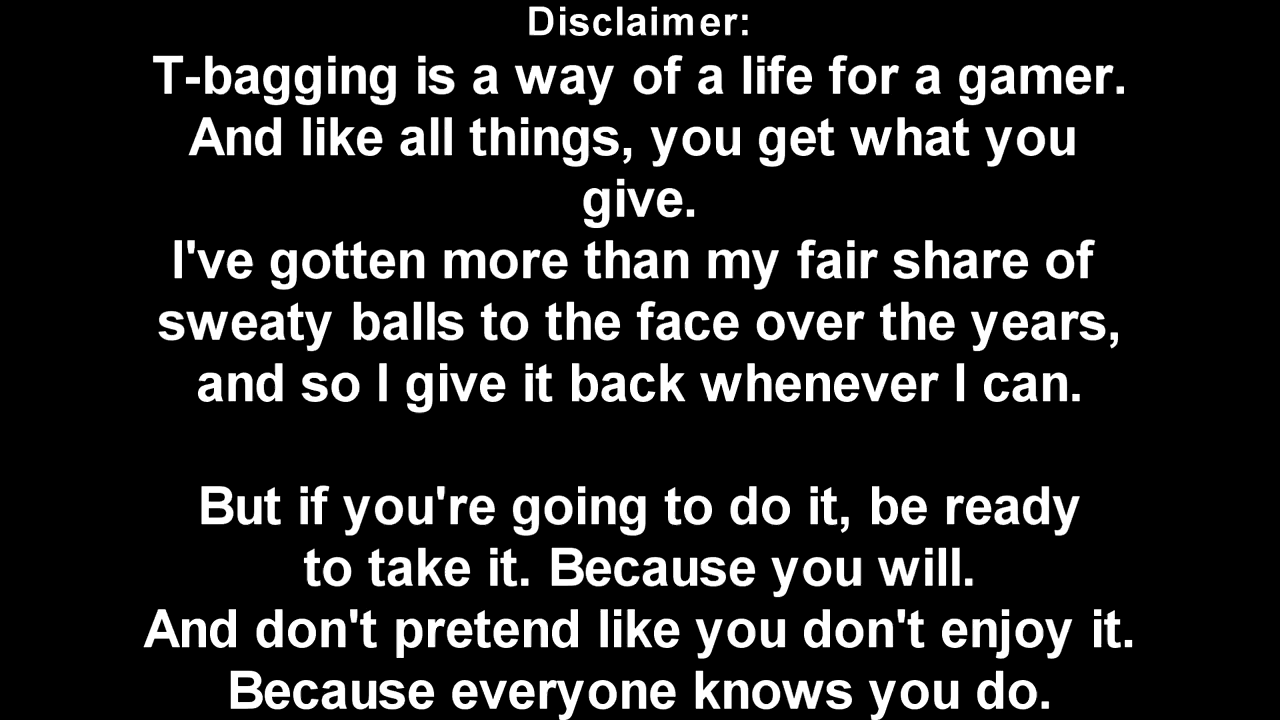 Disclaimer:
T-bagging is a way of a life for a gamer.
And like all things, you get what you
give.
I've gotten more than my fair share of
sweaty balls to the face over the years,
and so I give it back whenever I can.
But if you're going to do it, be ready
to take it. Because you will.
And don't pretend like you don't enjoy it.
Because everyone knows you do.